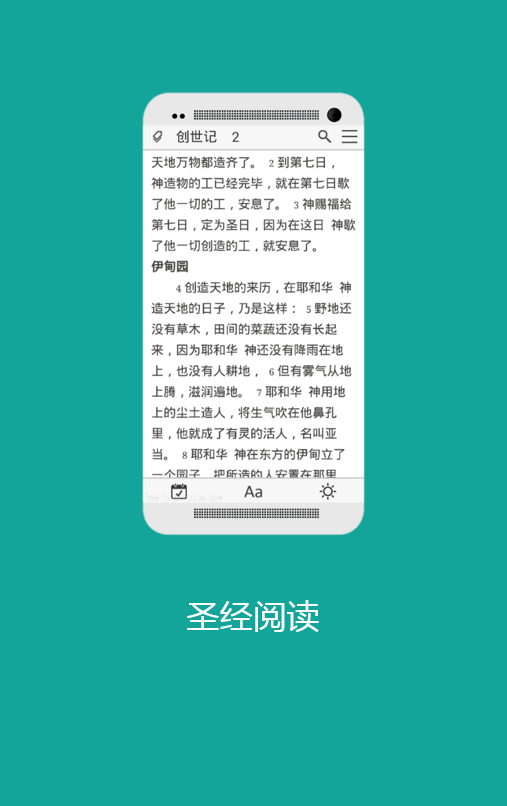 创世记 2
天地万物都造齐了。 2 到第七日，
神造物的工已经完毕，就在第七日歇
了他一切的工，安息了。 3 神赐福给
第七日，定为圣日，因为在这日 神歇
了他一切创造的工，就安息了。
伊甸园
4 创造天地的来历，在耶和华 神
造天地的日子，乃是这样： 5 野地还
没有草木，田间的菜蔬还没有长起
来，因为耶和华 神还没有降雨在地
上，也没有人耕地， 6 但有雾气从地
上腾，滋润遍地。 7 耶和华 神用地
上的尘土造人，将生气吹在他鼻孔
里，他就成了有灵的活人，名叫亚
当。 8 耶和华 神在东方的伊甸立了
一个园子，把所造的人安置在那里
Aa
圣经阅读